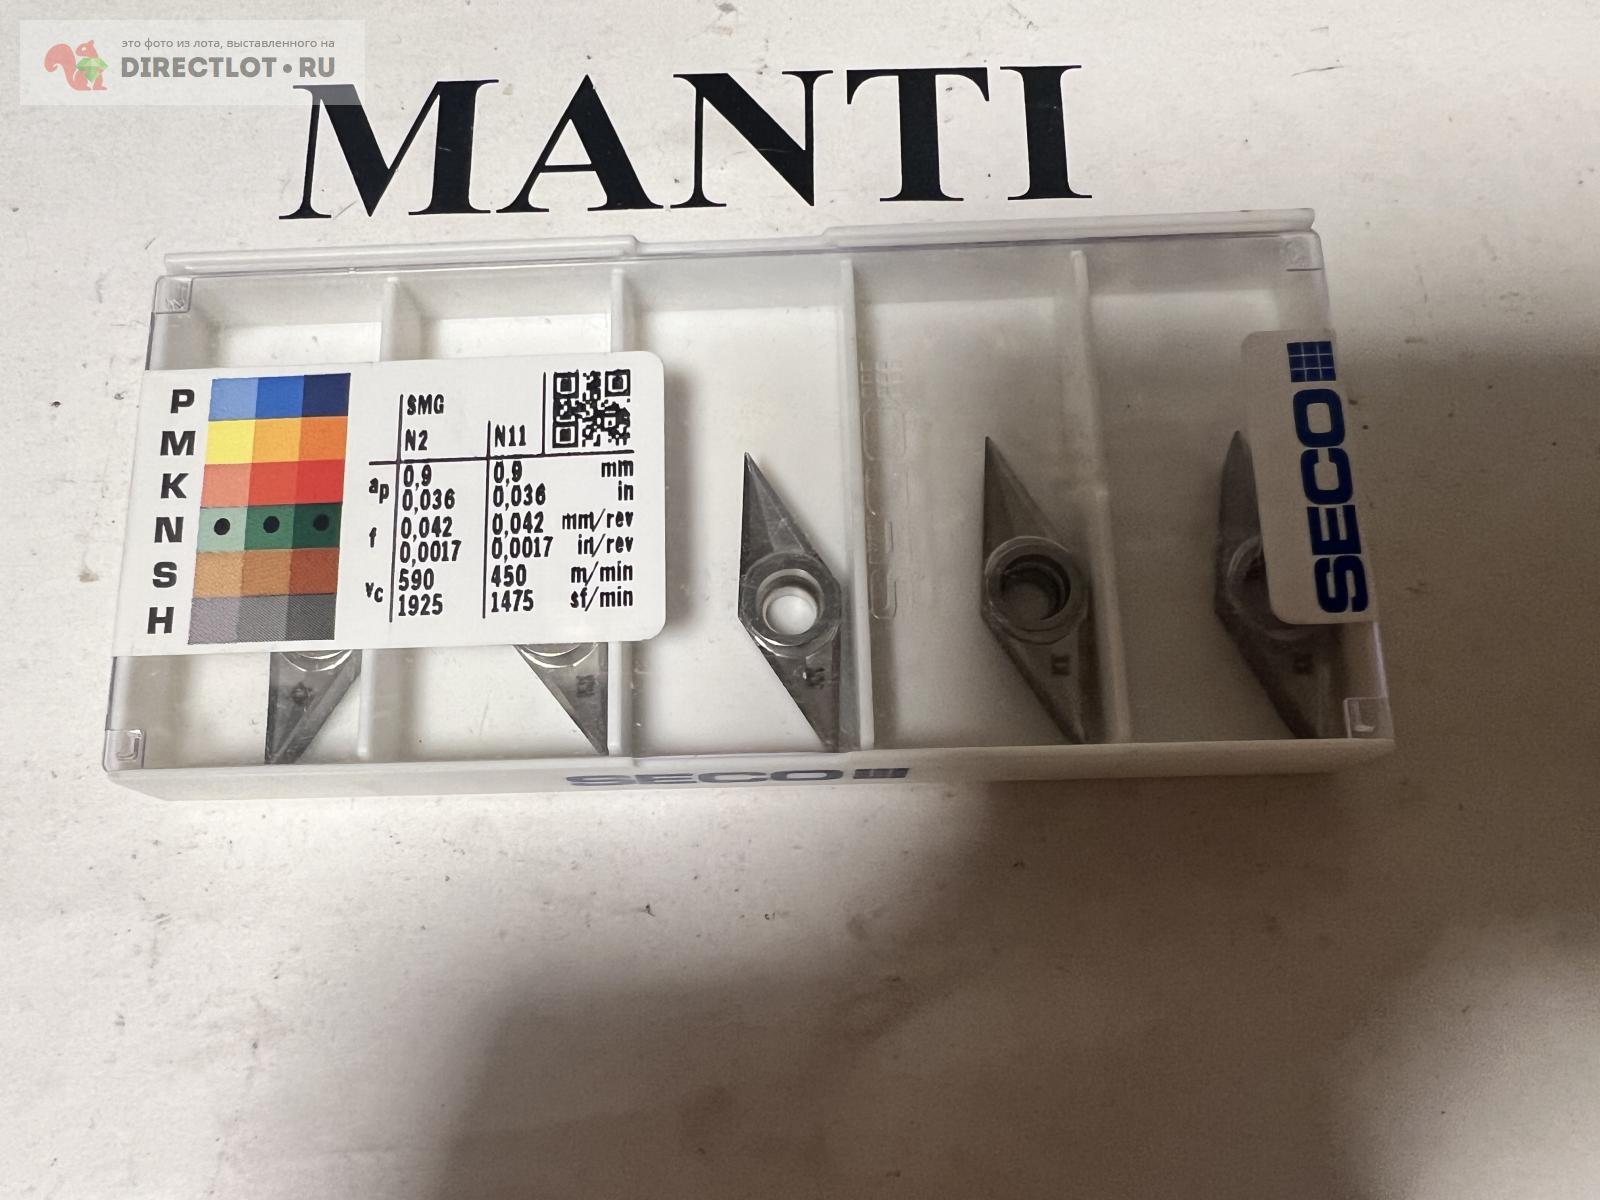 это фото из лота, выставленного на
DIRECTLOT•RU
MANTI
P
M
K
N
S
H
SMG
N2 N11
ap 0,9 0,9 mm
0,036 0,036 in
f 0,042 0,042 mm/rev
0,0017 0,0017 in/rev
vc 590 450 m/min
1925 1475 sf/min
SECO
SECO
SECO